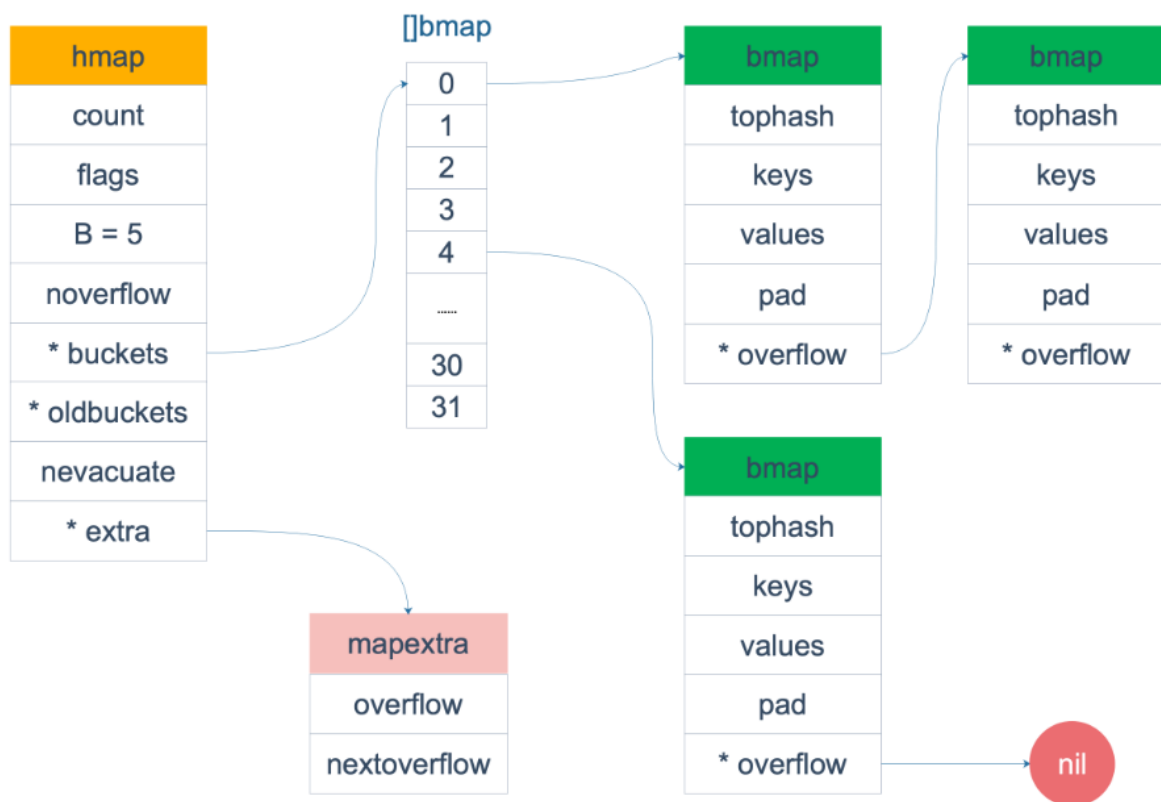 hmap
count
flags
B = 5
noverflow
* buckets
* oldbuckets
nevacuate
* extra
[]bmap
0
1
2
3
4
......
30
31
bmap
tophash
keys
values
pad
* overflow
bmap
tophash
keys
values
pad
* overflow
bmap
tophash
keys
values
pad
* overflow
nil
mapextra
overflow
nextoverflow